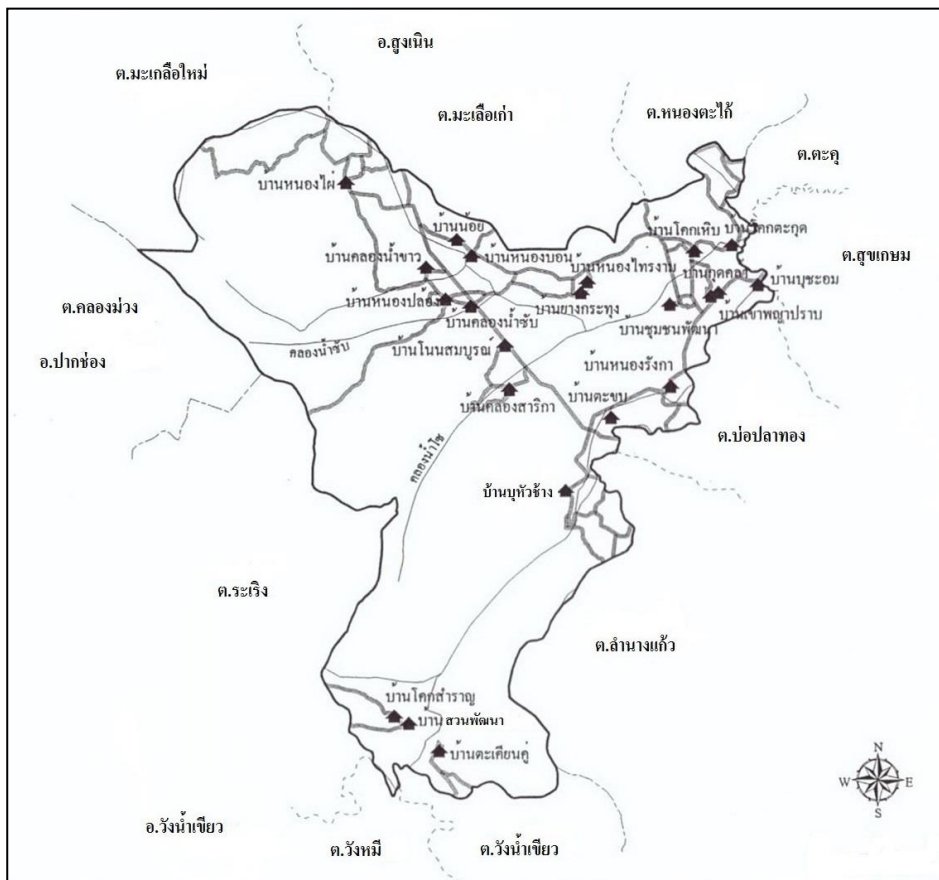 อ.สูงเนิน
ต.มะเกลือใหม่
ต.มะเลือเก่า
ต.หนองตะไก้
ต.ตะคุ
บ้านหนองไผ่
บ้านน้อย
บ้านโคกเหิบ
บ้านโคกตะกุด
ต.สุขเกษม
บ้านหนองบอน
บ้านคลองน้ำขาว
บ้านหนองไทรงาม
บ้านกุดคล้า
บ้านบุชะอม
ต.คลองม่วง
บ้านหนองปล้อง
บ้านยางกระทุง
บ้านเขาพญาปราบ
บ้านคลองน้ำซับ
บ้านชุมชนพัฒนา
คลองน้ำซับ
บ้านโนนสมบูรณ์
อ.ปากช่อง
บ้านหนองรังกา
บ้านคลองสาริกา
บ้านตะขบ
ต.บ่อปลาทอง
คลองน้ำไซ
บ้านบุหัวช้าง
ต.ระเริง
ต.ลำนางแก้ว
บ้านโคกสำราญ
บ้านสวนพัฒนา
บ้านตะเคียนคู่
N
W E
S
อ.วังน้ำเขียว
ต.วังหมี
ต.วังน้ำเขียว